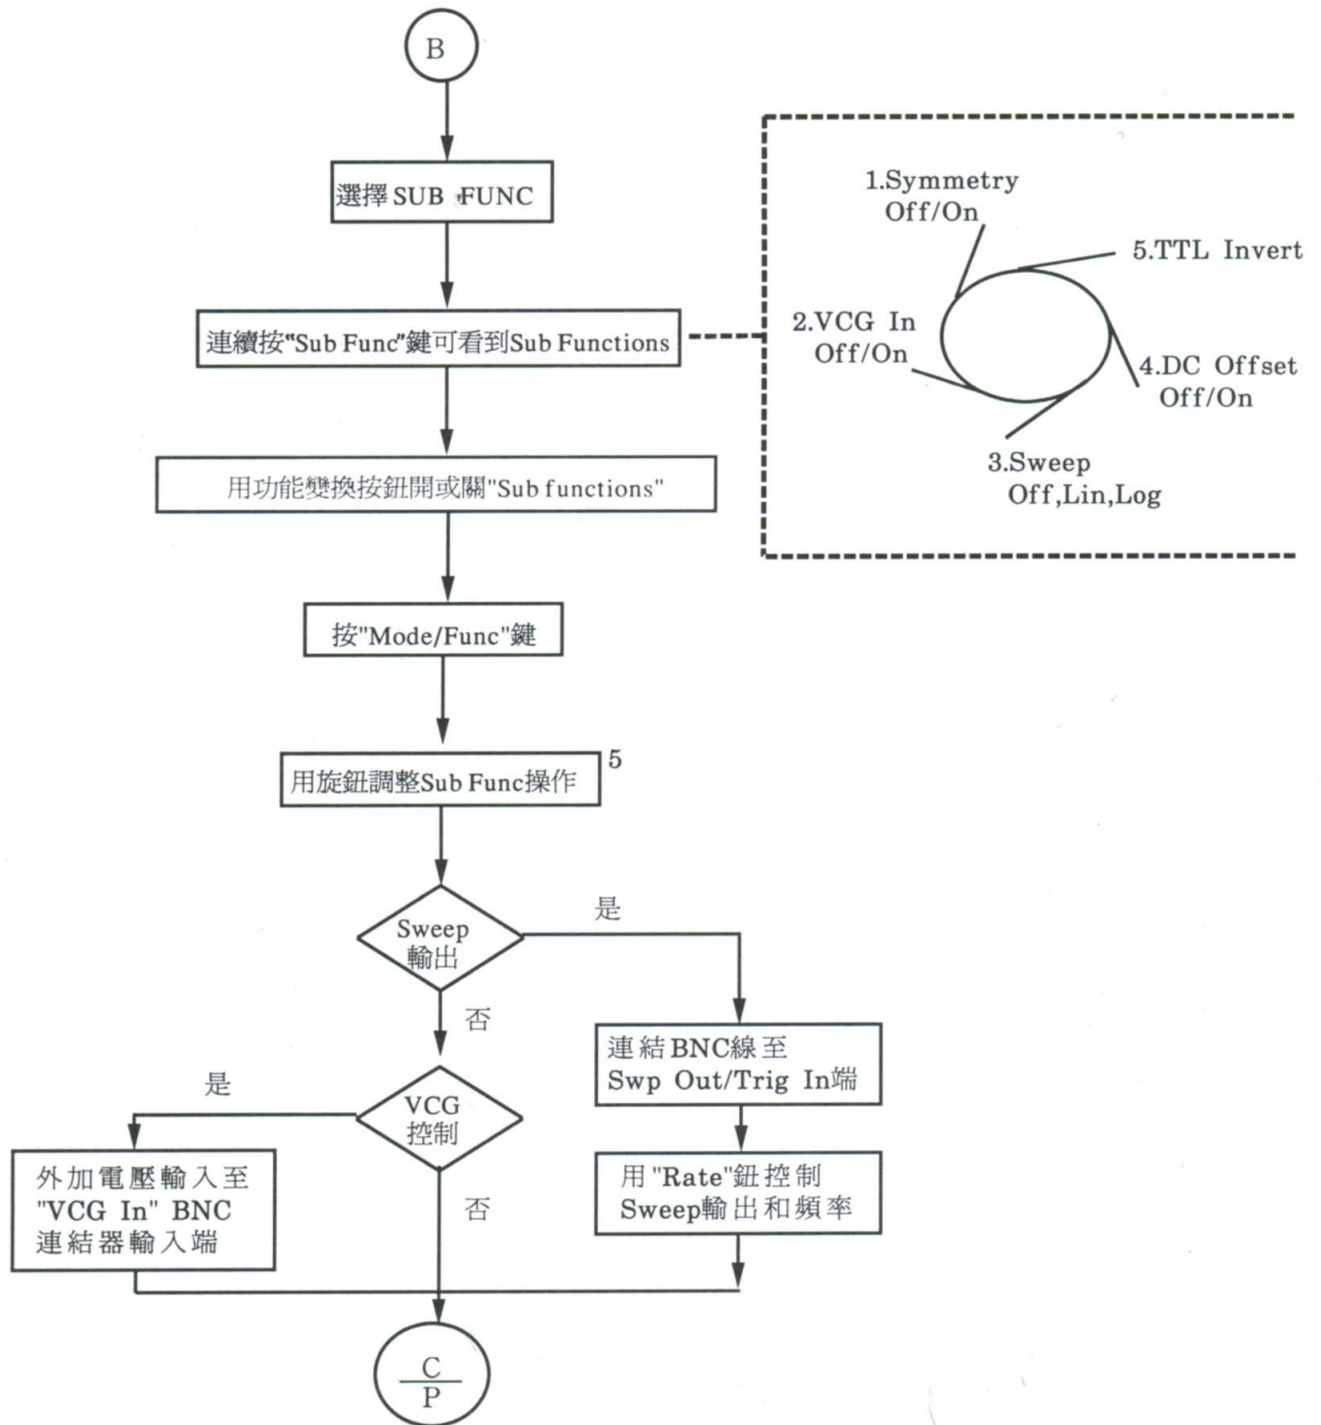 B
選擇SUB FUNC
連續按"Sub Func"鍵可看到Sub Functions
1.Symmetry
Off/On
5.TTL Invert
2.VCG In
Off/On
4.DC Offset
Off/On
3.Sweep
Off,Lin,Log
用功能變換按鈕開或關"Sub functions"
按"Mode/Func"鍵
用旋鈕調整Sub Func操作
5
Sweep
輸出
是
否
連結BNC線至
Swp Out/Trig In端
用"Rate"鈕控制
Sweep輸出和頻率
VCG
控制
是
否
外加電壓輸入至
"VCG In" BNC
連結器輸入端
C
P